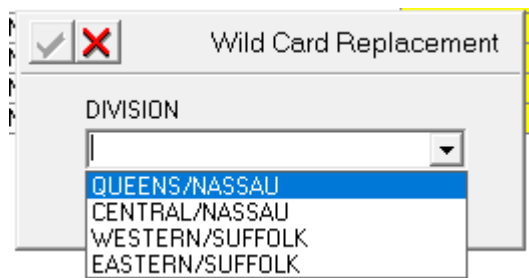 Wild Card Replacement
DIVISION
QUEENS/NASSAU
CENTRAL/NASSAU
WESTERN/SUFFOLK
EASTERN/SUFFOLK